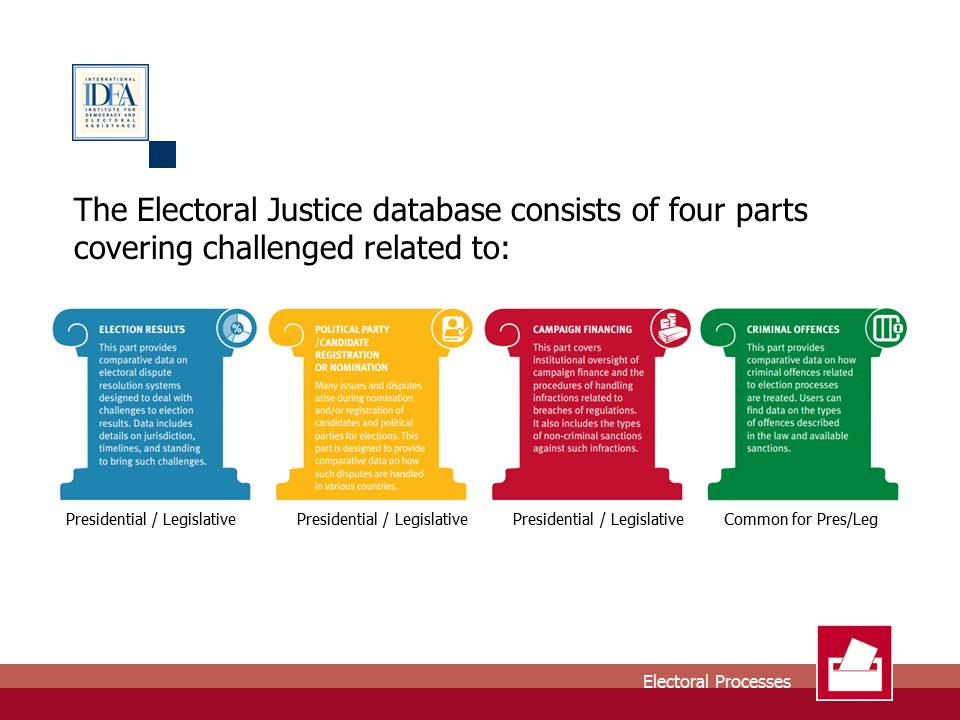 INTERNATIONAL
IDEA
INSTITUTE FOR
DEMOCRACY AND
ELECTORAL
ASSISTANCE
The Electoral Justice database consists of four parts
covering challenged related to:
ELECTION RESULTS
%
This part provides
comparative data on
electoral dispute
resolution systems
designed to deal with
challenges to election
results. Data includes
details on jurisdiction,
timelines, and standing
to bring such challenges.
Presidential / Legislative
POLITICAL PARTY
/CANDIDATE
REGISTRATION
OR NOMINATION
Many issues and disputes
arise during nomination
and/or registration of
candidates and political
parties for elections. This
part is designed to provide
comparative data on how
such disputes are handled
in various countries.
Presidential / Legislative
CAMPAIGN FINANCING
This part covers
institutional oversight of
campaign finance and the
procedures of handling
infractions related to
breaches of regulations.
It also includes the types
of non-criminal sanctions
against such infractions.
Presidential / Legislative
CRIMINAL OFFENCES
This part provides
comparative data on how
criminal offences related
to election processes
are treated. Users can
find data on the types
of offences described
in the law and available
sanctions.
Common for Pres/Leg
Electoral Processes